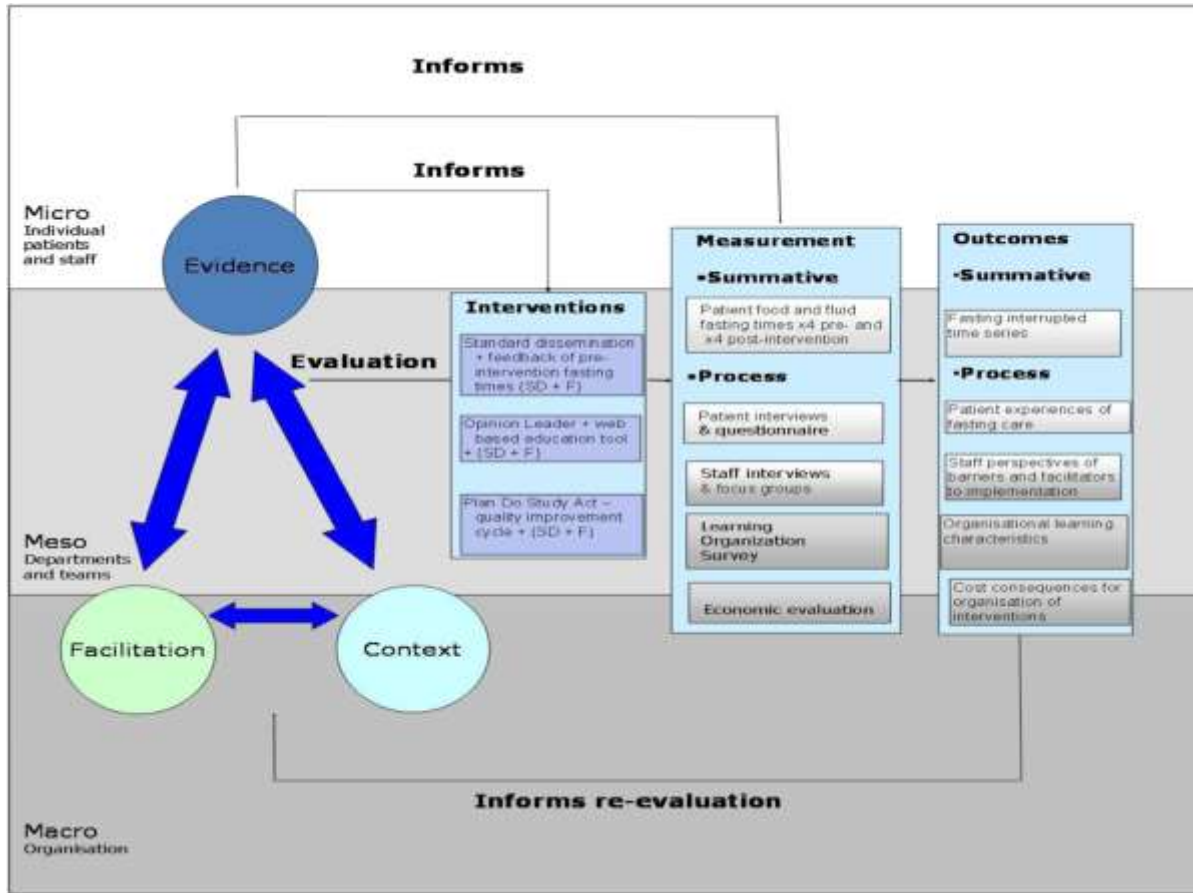 Informs
Informs
Micro
Individual
patients
and staff
Evidence
Evaluation
Meso
Departments
and teams
Facilitation
Context
Interventions
Standard dissemination
+ feedback of pre-
intervention fasting
times (SD + F)
Opinion Leader + web
based education tool
+ (SD + F)
Plan Do Study Act –
quality improvement
cycle + (SD + F)
Measurement
•Summative
Patient food and fluid
fasting times x4 pre- and
x4 post-intervention
•Process
Patient interviews
& questionnaire
Staff interviews
& focus groups
Learning
Organization
Survey
Economic evaluation
Outcomes
•Summative
Fasting interrupted
time series
•Process
Patient experiences of
fasting care
Staff perspectives of
barriers and facilitators
to implementation
Organisational learning
characteristics
Cost consequences for
organisation of
interventions
Informs re-evaluation
Macro
Organisation